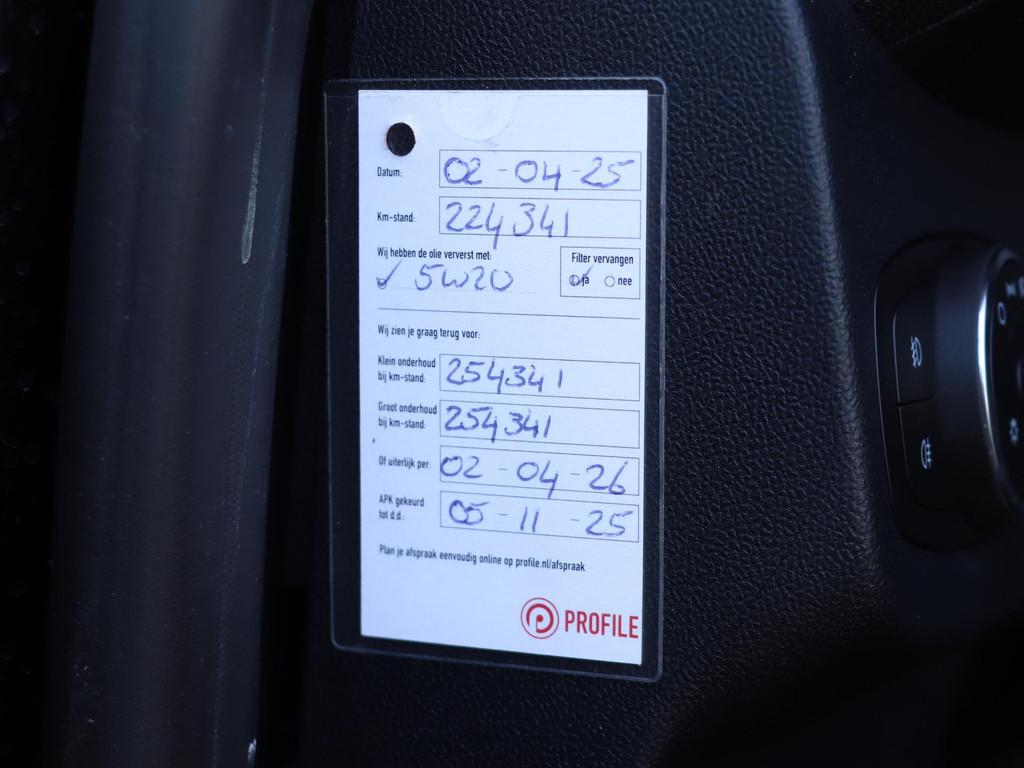 Datum: 02-04-25
Km-stand: 224341
Wij hebben de olie ververst met: Filter vervangen
✓ 5W20 ja nee
Wij zien je graag terug voor:
Klein onderhoud
bij km-stand: 254341
Groot onderhoud
bij km-stand: 254341
Of uiterlijk per: 02-04-26
APK gekeurd
tot d.d.: 05-11-25
Plan je afspraak eenvoudig online op profile.nl/afspraak
PROFILE